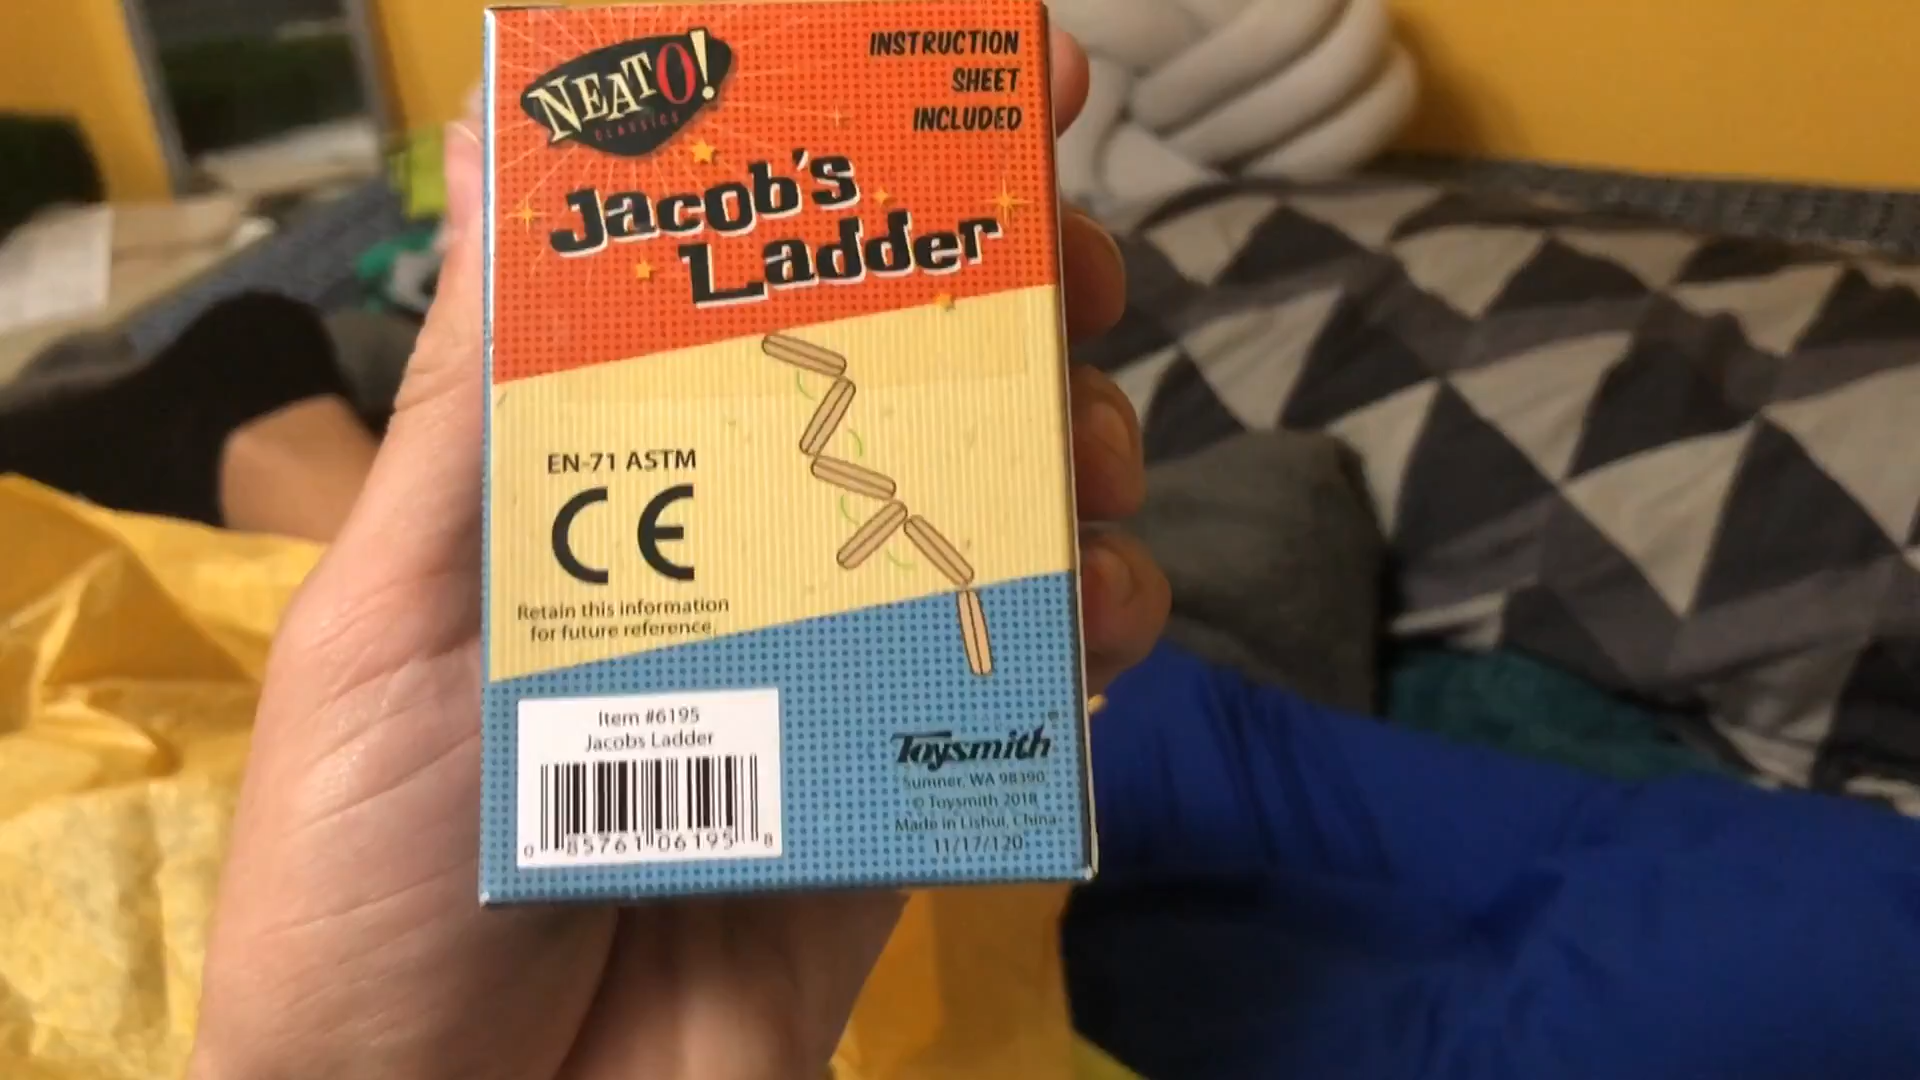 NEATO!
CLASSICS
INSTRUCTION
SHEET
INCLUDED
Jacob's
Ladder
EN-71 ASTM
CE
Retain this information
for future reference.
Item #6195
Jacobs Ladder
0 85761 06195 8
Toysmith®
Sumner, WA 98390
© Toysmith 2018
Made in Lishui, China
11/17/120